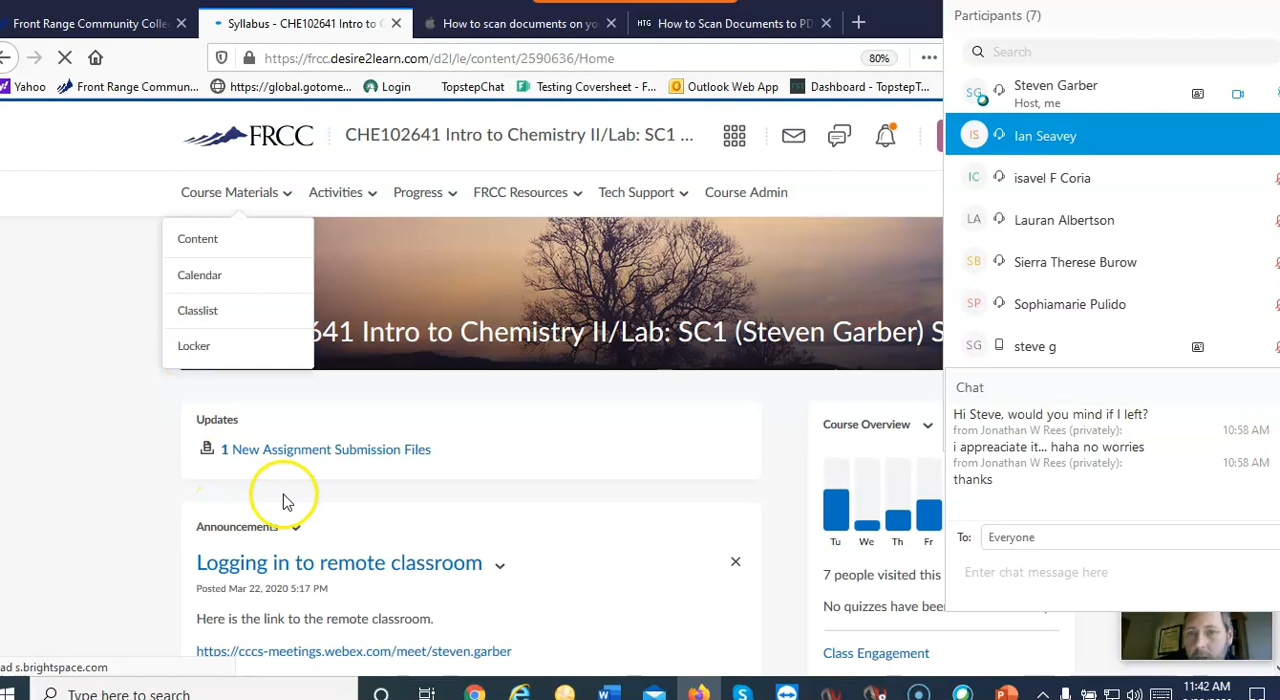 Front Range Community Colle
Syllabus - CHE102641 Intro to C
How to scan documents on yo
HTG How to Scan Documents to PD
https://frcc.desire2learn.com/d2l/le/content/2590636/Home
80%
Yahoo
Front Range Commun...
https://global.gotome...
Login
TopstepChat
Testing Coversheet - F...
Outlook Web App
Dashboard - TopstepT...
FRCC
CHE102641 Intro to Chemistry II/Lab: SC1 ...
Course Materials
Activities
Progress
FRCC Resources
Tech Support
Course Admin
Content
Calendar
Classlist
Locker
641 Intro to Chemistry II/Lab: SC1 (Steven Garber) S
Updates
1 New Assignment Submission Files
Announcements
Logging in to remote classroom
Posted Mar 22, 2020 5:17 PM
Here is the link to the remote classroom.
https://cccs-meetings.webex.com/meet/steven.garber
Course Overview
Tu We Th Fr
7 people visited this
No quizzes have bee
Class Engagement
Participants (7)
Search
SG Steven Garber
Host, me
IS Ian Seavey
IC isavel F Coria
LA Lauran Albertson
SB Sierra Therese Burow
SP Sophiamarie Pulido
SG steve g
Chat
Hi Steve, would you mind if I left?
from Jonathan W Rees (privately): 10:58 AM
i appreaciate it... haha no worries
from Jonathan W Rees (privately): 10:58 AM
thanks
To: Everyone
Enter chat message here
ad s.brightspace.com
Type here to search
11:42 AM